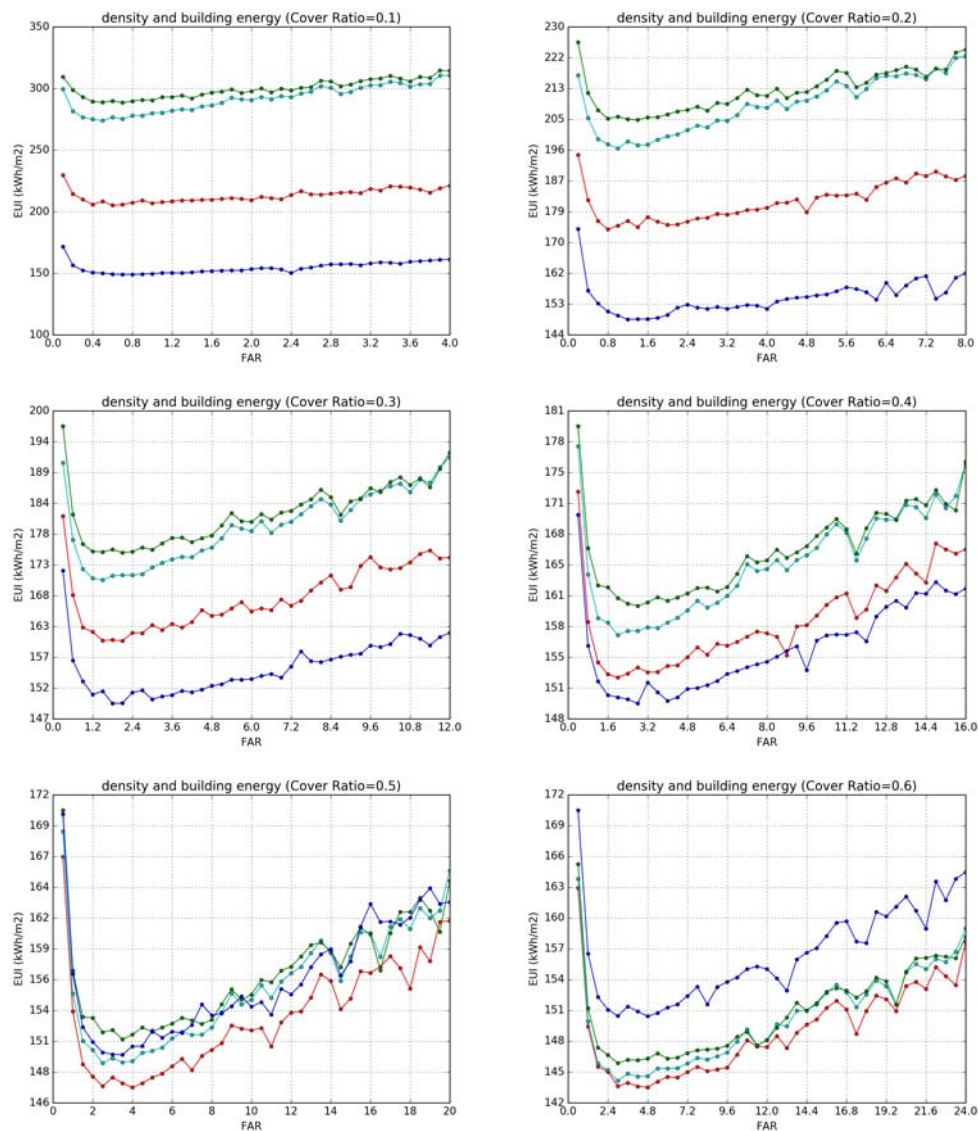 density and building energy (Cover Ratio=0.1)
350
300
250
200
150
100
EUI (kWh/m2)
0.0 0.4 0.8 1.2 1.6 2.0 2.4 2.8 3.2 3.6 4.0
FAR
density and building energy (Cover Ratio=0.2)
230
222
213
205
196
187
179
170
162
153
144
EUI (kWh/m2)
0.0 0.8 1.6 2.4 3.2 4.0 4.8 5.6 6.4 7.2 8.0
FAR
density and building energy (Cover Ratio=0.3)
200
194
189
184
178
173
168
163
157
152
147
EUI (kWh/m2)
0.0 1.2 2.4 3.6 4.8 6.0 7.2 8.4 9.6 10.8 12.0
FAR
density and building energy (Cover Ratio=0.4)
181
178
175
171
168
165
161
158
155
151
148
EUI (kWh/m2)
0.0 1.6 3.2 4.8 6.4 8.0 9.6 11.2 12.8 14.4 16.0
FAR
density and building energy (Cover Ratio=0.5)
172
169
167
164
162
159
156
154
151
148
146
EUI (kWh/m2)
0 2 4 6 8 10 12 14 16 18 20
FAR
density and building energy (Cover Ratio=0.6)
172
169
166
163
160
157
154
151
148
145
142
EUI (kWh/m2)
0.0 2.4 4.8 7.2 9.6 12.0 14.4 16.8 19.2 21.6 24.0
FAR